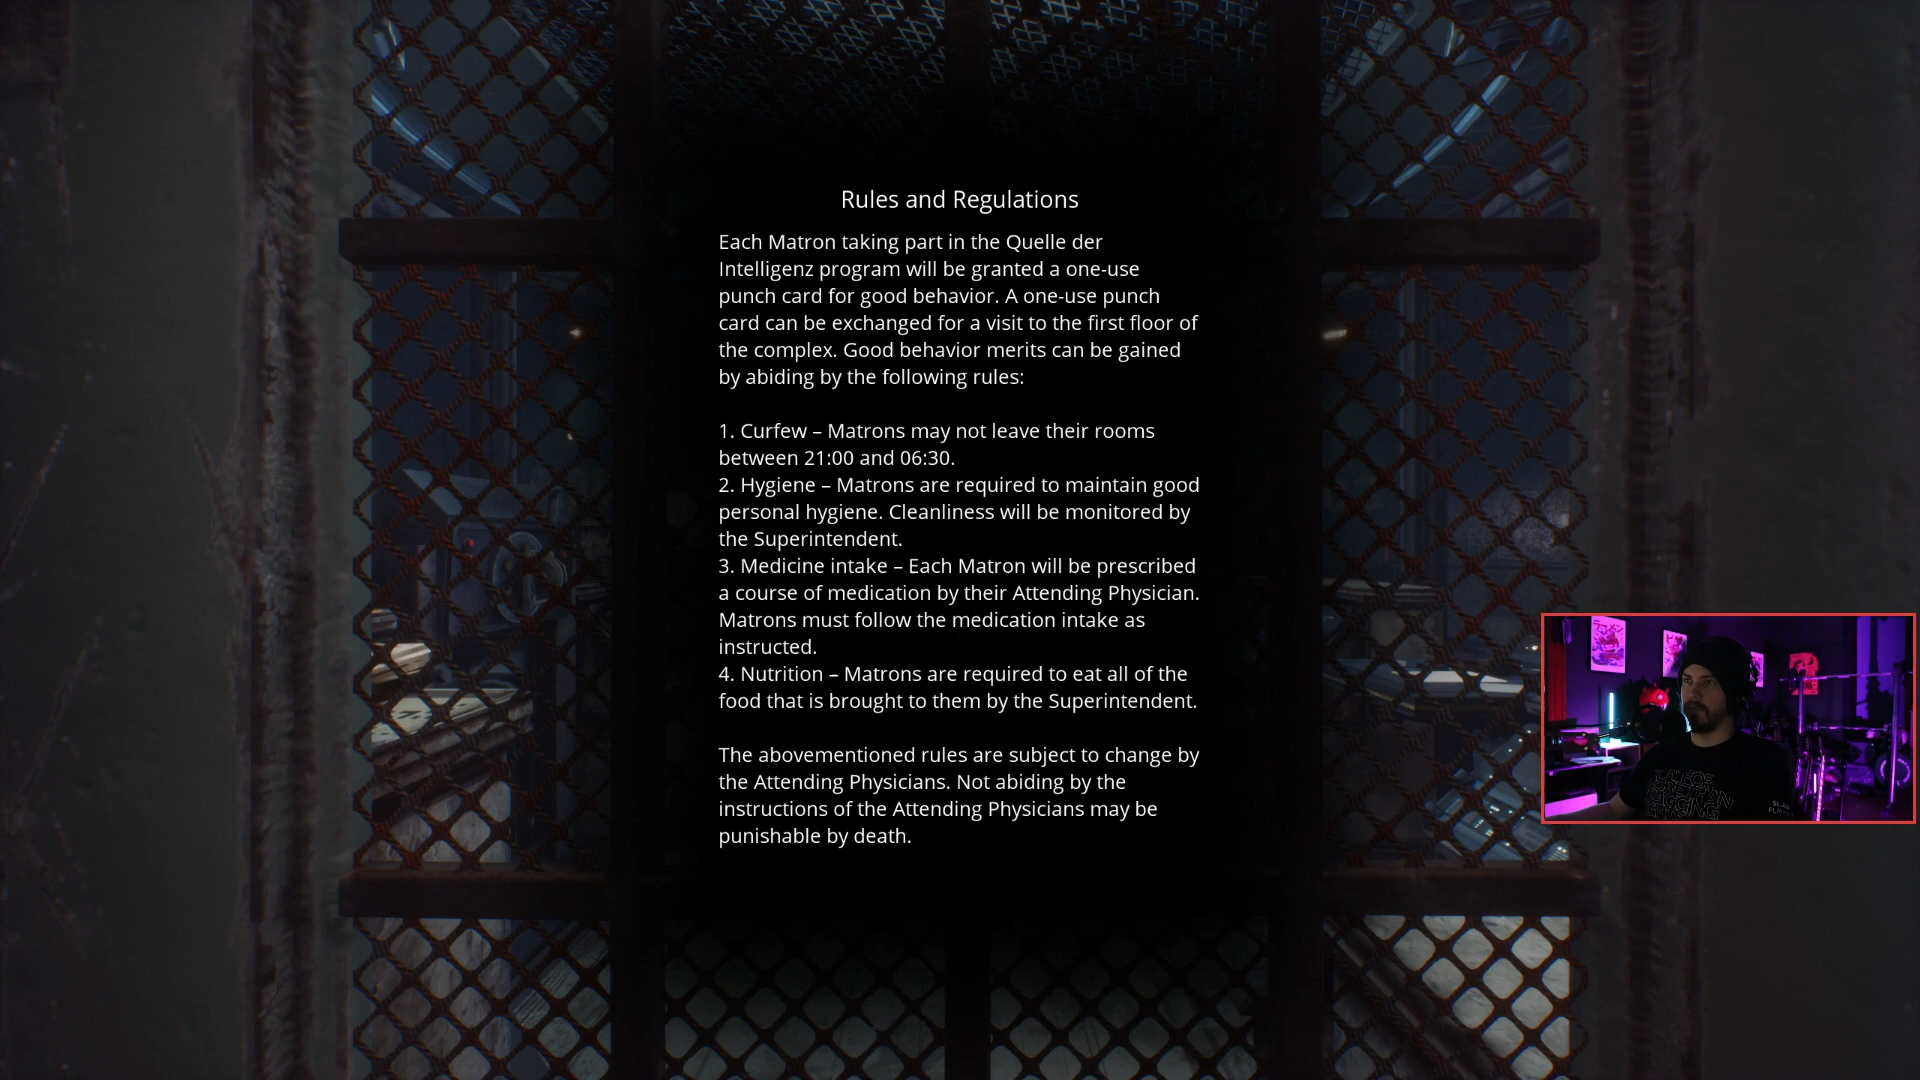 Rules and Regulations
Each Matron taking part in the Quelle der
Intelligenz program will be granted a one-use
punch card for good behavior. A one-use punch
card can be exchanged for a visit to the first floor of
the complex. Good behavior merits can be gained
by abiding by the following rules:
1. Curfew – Matrons may not leave their rooms
between 21:00 and 06:30.
2. Hygiene – Matrons are required to maintain good
personal hygiene. Cleanliness will be monitored by
the Superintendent.
3. Medicine intake – Each Matron will be prescribed
a course of medication by their Attending Physician.
Matrons must follow the medication intake as
instructed.
4. Nutrition – Matrons are required to eat all of the
food that is brought to them by the Superintendent.
The abovementioned rules are subject to change by
the Attending Physicians. Not abiding by the
instructions of the Attending Physicians may be
punishable by death.